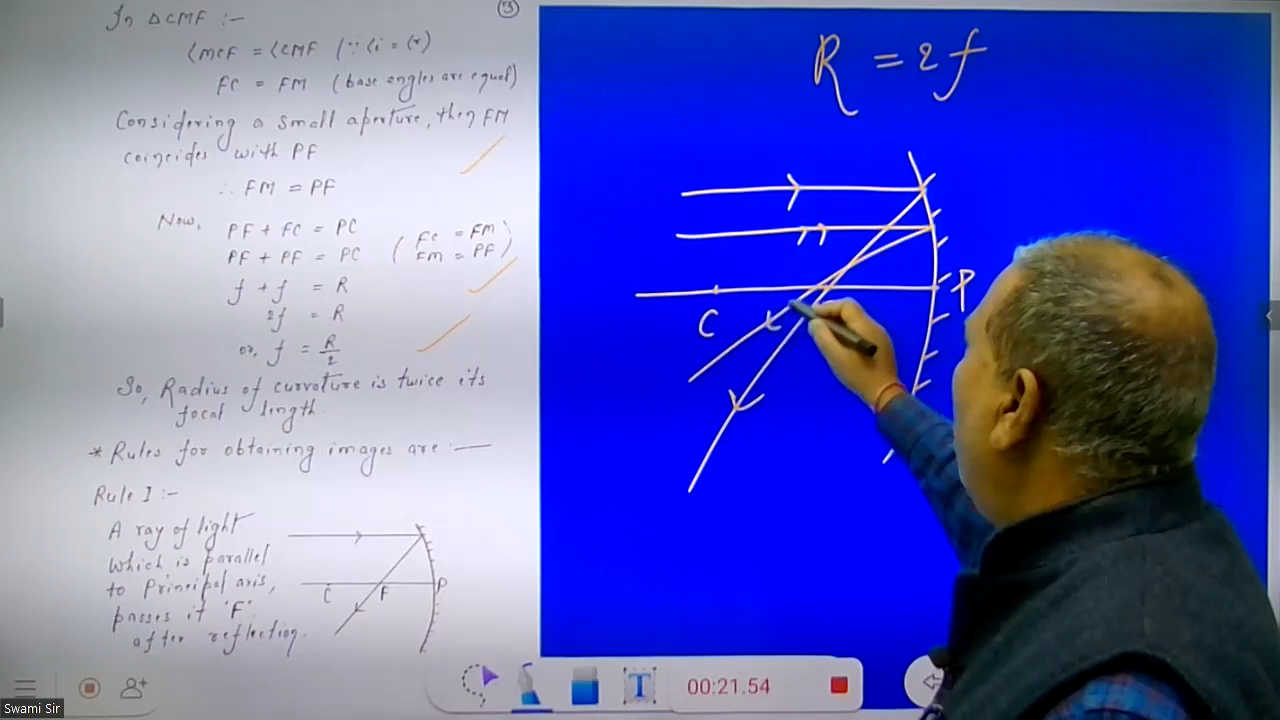 (3)
In △CMF :-
∠MCF = ∠CMF (∵ ∠i = ∠r)
FC = FM (base angles are equal)
Considering a small aperture, then FM
coincides with PF
∴ FM = PF
Now, PF + FC = PC
PF + PF = PC (FC = FM
FM = PF)
f + f = R
2f = R
or, f = R/2
So, Radius of curvature is twice its
focal length.
* Rules for obtaining images are :—
Rule I :-
A ray of light
which is parallel
to Principal axis,
passes it 'F'
after reflecting.
C F P
R = 2f
C P
T
00:21.54
Swami Sir